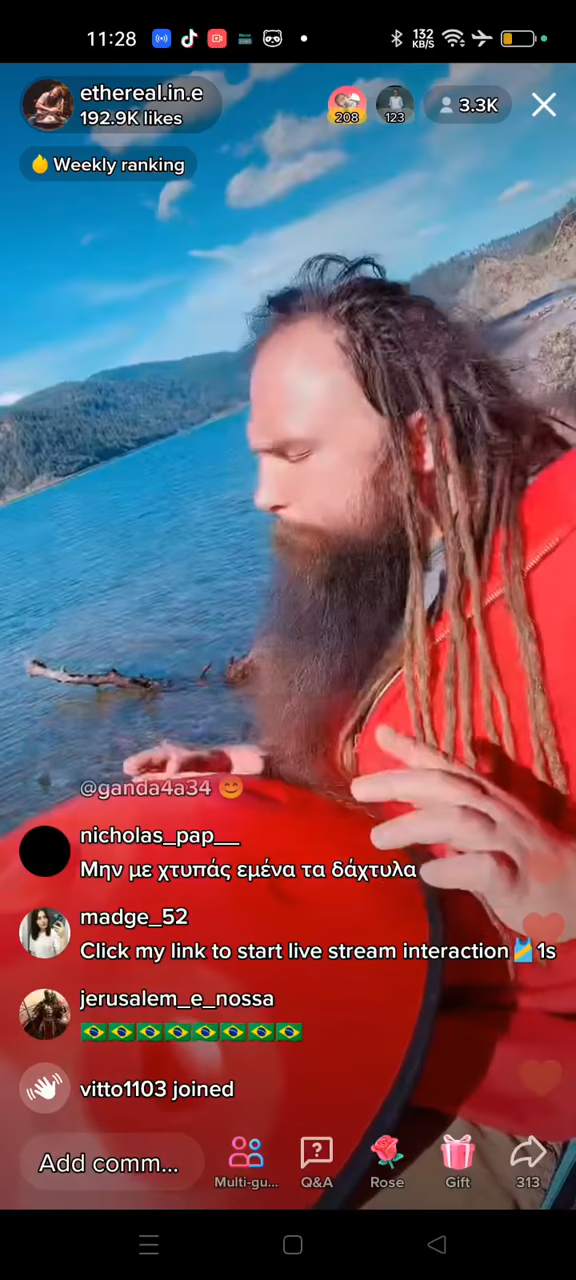 11:28
132
KB/S
ethereal.in.e
192.9K likes
208
123
3.3K
Weekly ranking
@ganda4a34 😊
nicholas_pap__
Μην με χτυπάς εμένα τα δάχτυλα
madge_52
Click my link to start live stream interaction🎽1s
jerusalem_e_nossa
🇧🇷🇧🇷🇧🇷🇧🇷🇧🇷🇧🇷🇧🇷🇧🇷
vitto1103 joined
Add comm...
Multi-gu...
Q&A
Rose
Gift
313